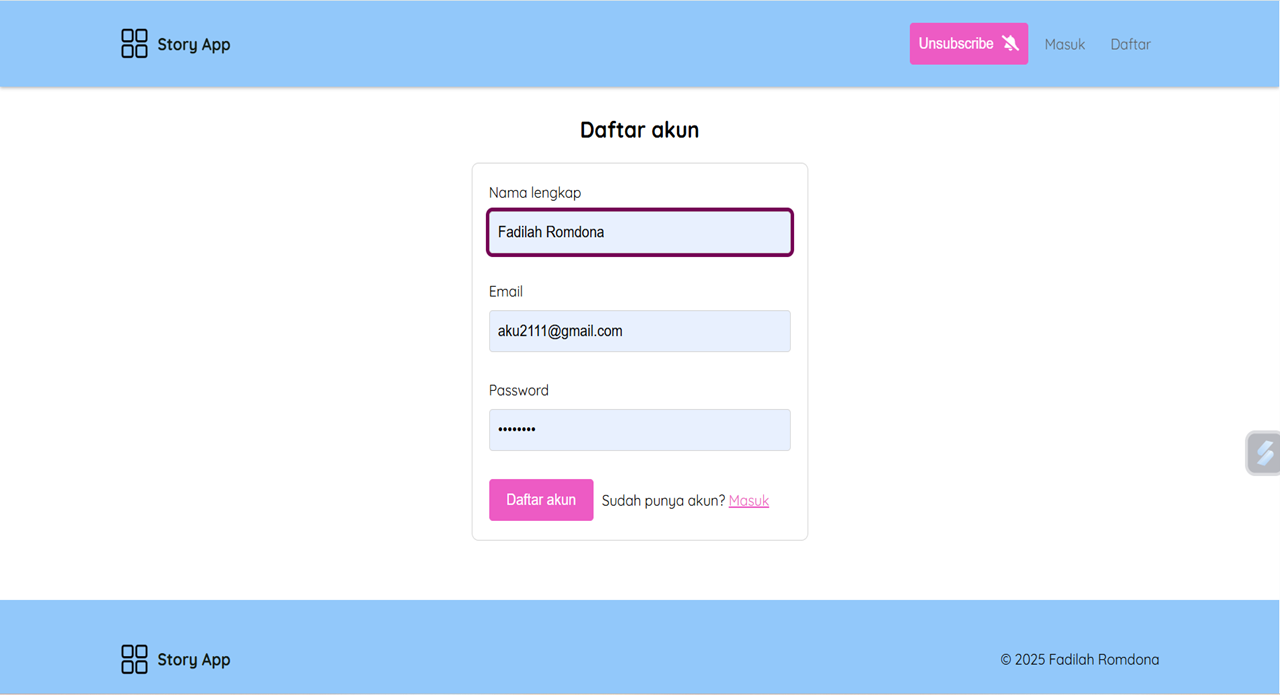 Story App
Unsubscribe Masuk Daftar
Daftar akun
Nama lengkap
Fadilah Romdona
Email
aku2111@gmail.com
Password
••••••••
Daftar akun Sudah punya akun? Masuk
Story App
© 2025 Fadilah Romdona